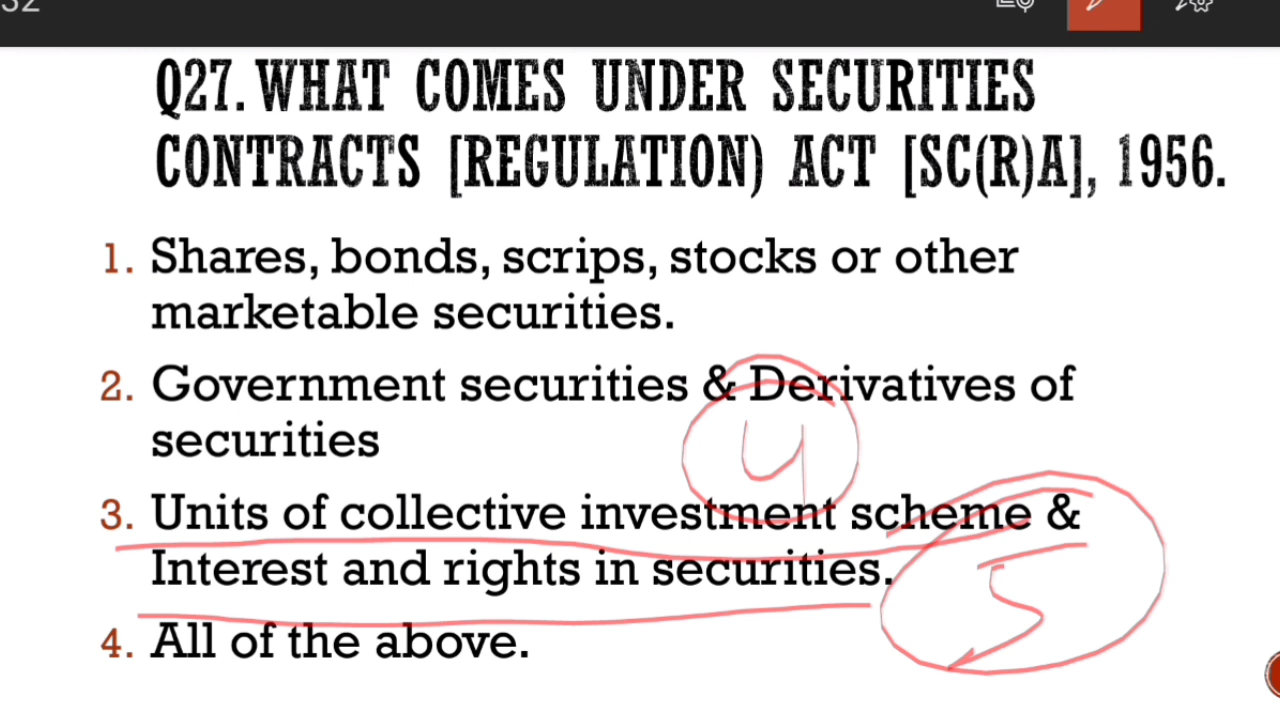 Q27. WHAT COMES UNDER SECURITIES
CONTRACTS [REGULATION) ACT [SC(R)A], 1956.
1. Shares, bonds, scrips, stocks or other
marketable securities.
2. Government securities & Derivatives of
securities
4
3. Units of collective investment scheme &
Interest and rights in securities.
5
4. All of the above.